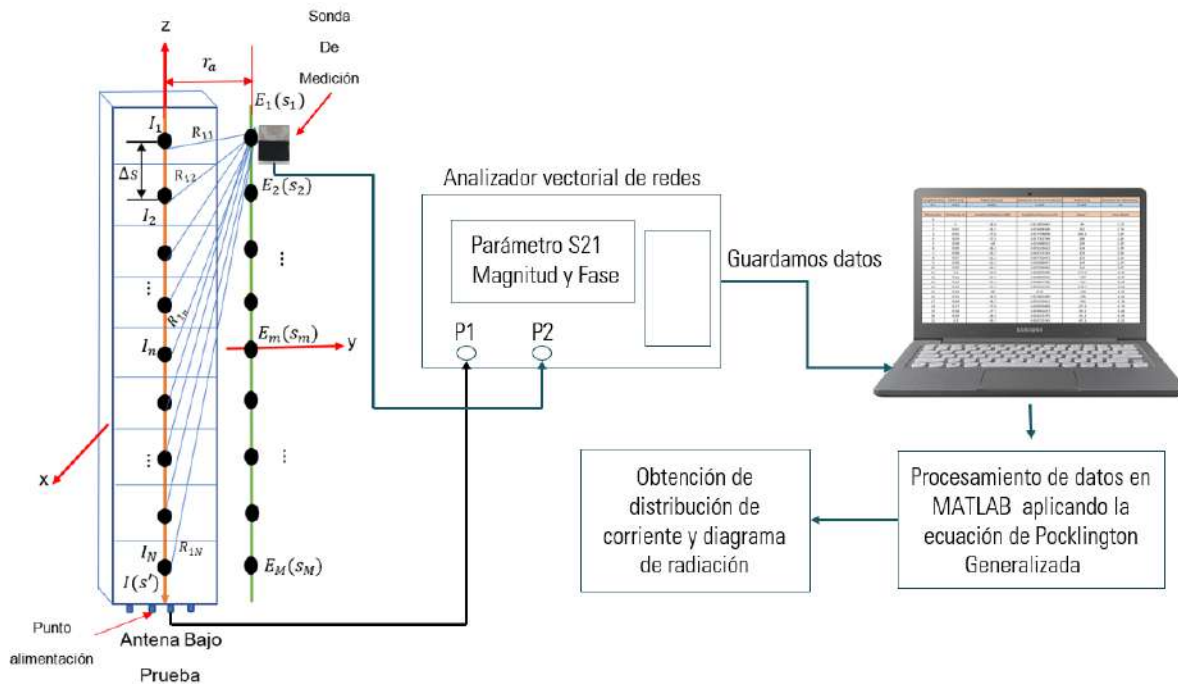 Sonda
De
Medición
z
r_a
E_1(s_1)
I_1
R_11
Δs
R_12
E_2(s_2)
I_2
⋮
⋮
R_1n
I_n
E_m(s_m)
y
⋮
⋮
x
I_N
R_1N
E_M(s_M)
I(s')
Punto
alimentación
Antena Bajo
Prueba
Analizador vectorial de redes
Parámetro S21
Magnitud y Fase
P1
P2
Guardamos datos
SAMSUNG
Obtención de
distribución de
corriente y diagrama
de radiación
Procesamiento de datos en
MATLAB aplicando la
ecuación de Pocklington
Generalizada